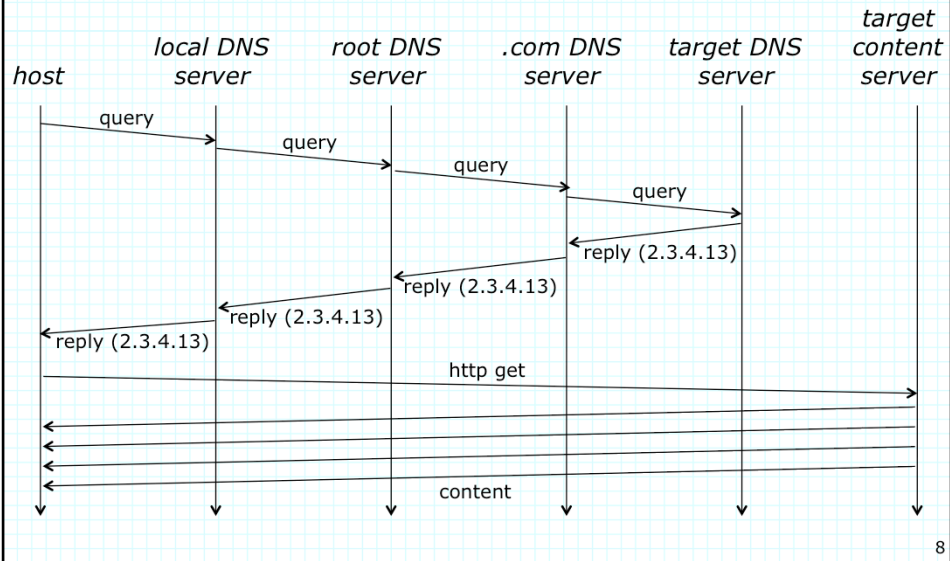 target
local DNS root DNS .com DNS target DNS content
host server server server server server
query
query
query
query
reply (2.3.4.13)
reply (2.3.4.13)
reply (2.3.4.13)
reply (2.3.4.13)
http get
content
8